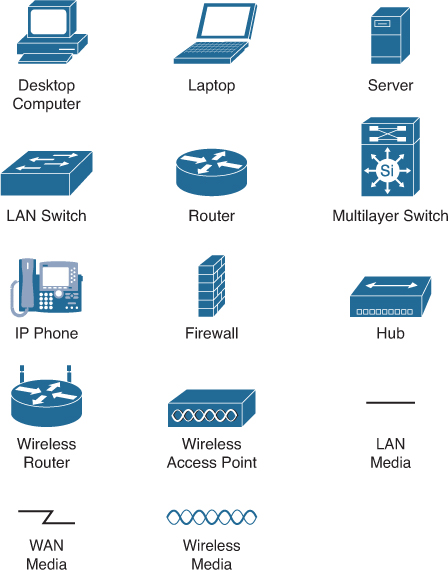 Desktop
Computer
Laptop
Server
LAN Switch
Router
Si
Multilayer Switch
IP Phone
Firewall
Hub
Wireless
Router
Wireless
Access Point
LAN
Media
WAN
Media
Wireless
Media